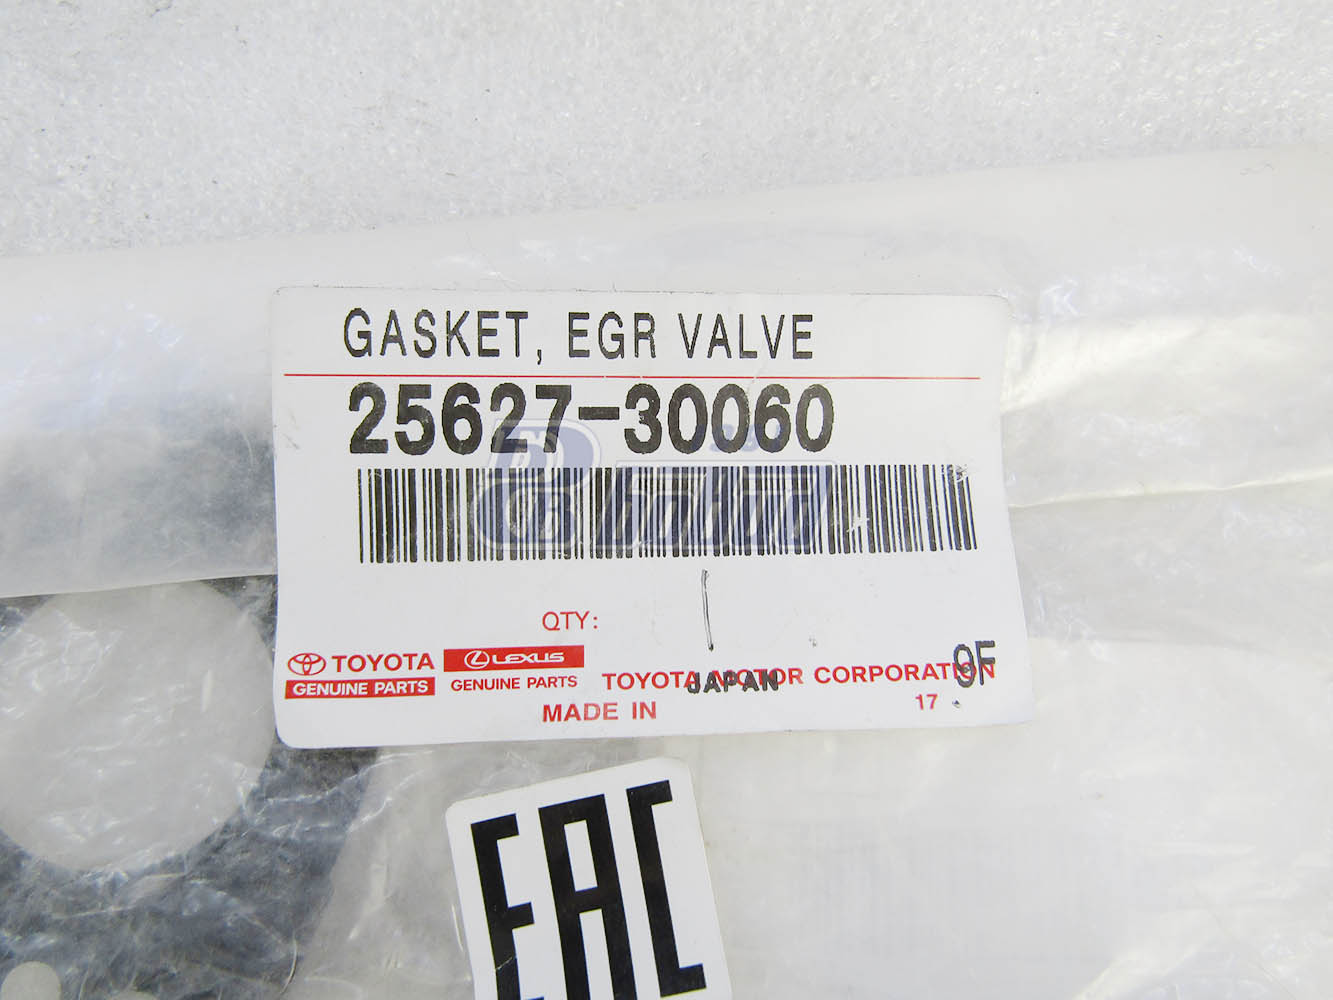 GASKET, EGR VALVE
25627-30060
QTY:
TOYOTA
GENUINE PARTS
LEXUS
GENUINE PARTS
TOYOTA MOTOR CORPORATION
JAPAN
9F
MADE IN
17
EAC